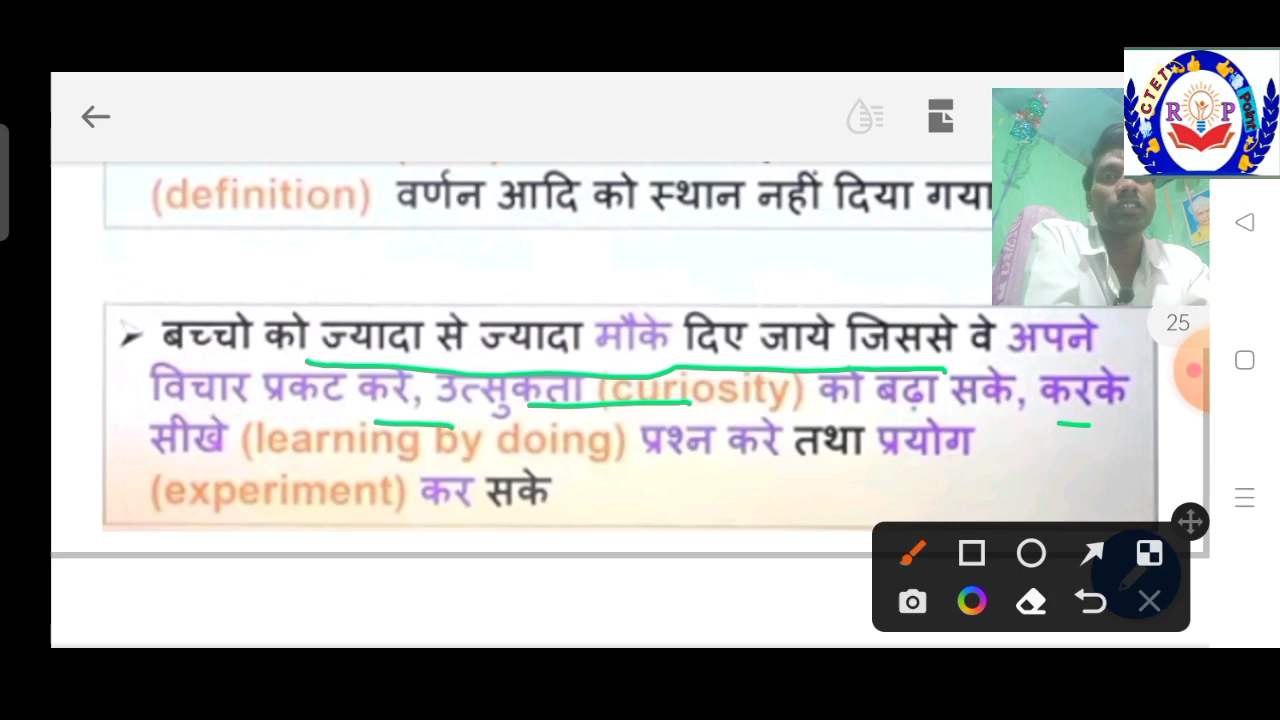 CTET Point
R P
(definition) वर्णन आदि को स्थान नहीं दिया गया
➤ बच्चो को ज्यादा से ज्यादा मौके दिए जाये जिससे वे अपने
25
विचार प्रकट करें, उत्सुकता (curiosity) को बढ़ा सके, करके
सीखे (learning by doing) प्रश्न करे तथा प्रयोग
(experiment) कर सके